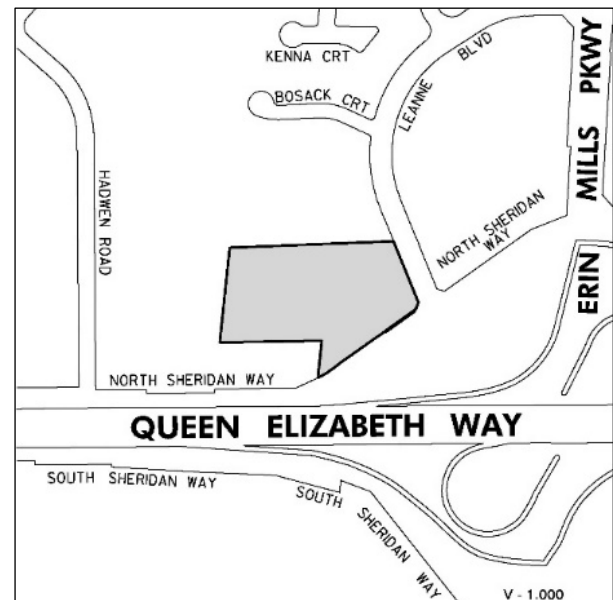 KENNA CRT
BLVD
LEANNE
BOSACK CRT
ERIN MILLS PKWY
HADWEN ROAD
NORTH SHERIDAN
WAY
NORTH SHERIDAN WAY
QUEEN ELIZABETH WAY
SOUTH SHERIDAN WAY
SOUTH
SHERIDAN WAY
V - 1.000